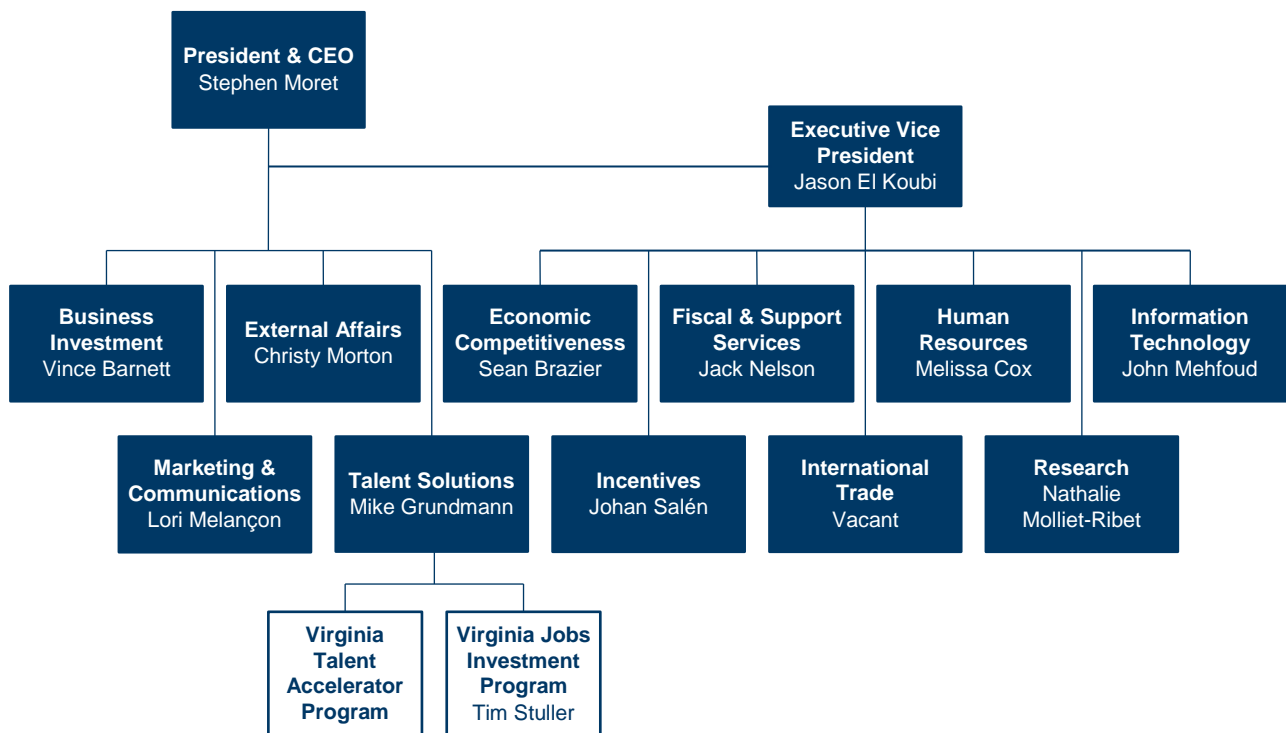 President & CEO
Stephen Moret
Executive Vice
President
Jason El Koubi
Business
Investment
Vince Barnett
External Affairs
Christy Morton
Economic
Competitiveness
Sean Brazier
Fiscal & Support
Services
Jack Nelson
Human
Resources
Melissa Cox
Information
Technology
John Mehfoud
Marketing &
Communications
Lori Melançon
Talent Solutions
Mike Grundmann
Incentives
Johan Salén
International
Trade
Vacant
Research
Nathalie
Molliet-Ribet
Virginia
Talent
Accelerator
Program
Virginia Jobs
Investment
Program
Tim Stuller